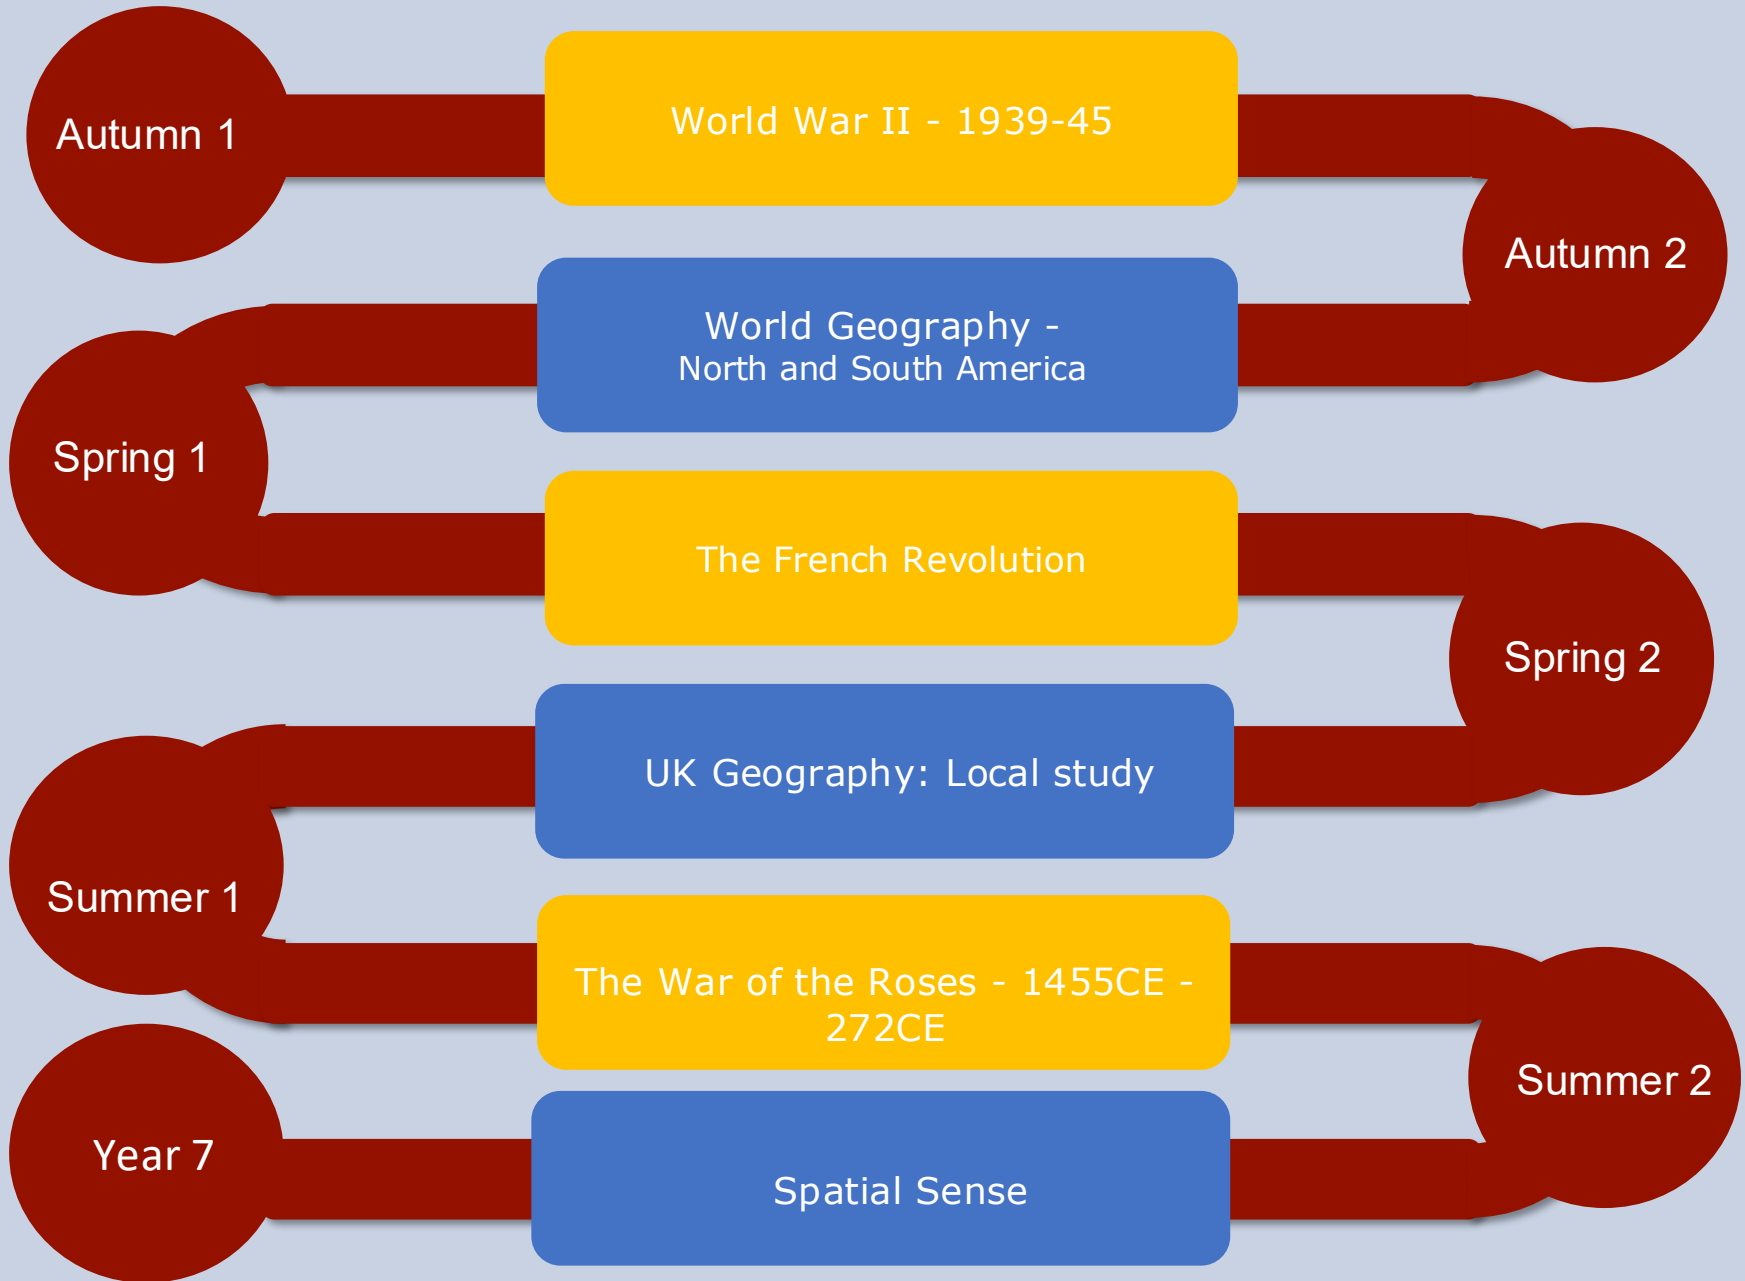 Autumn 1
World War II - 1939-45
Autumn 2
World Geography -
North and South America
Spring 1
The French Revolution
Spring 2
UK Geography: Local study
Summer 1
The War of the Roses - 1455CE -
272CE
Summer 2
Spatial Sense
Year 7